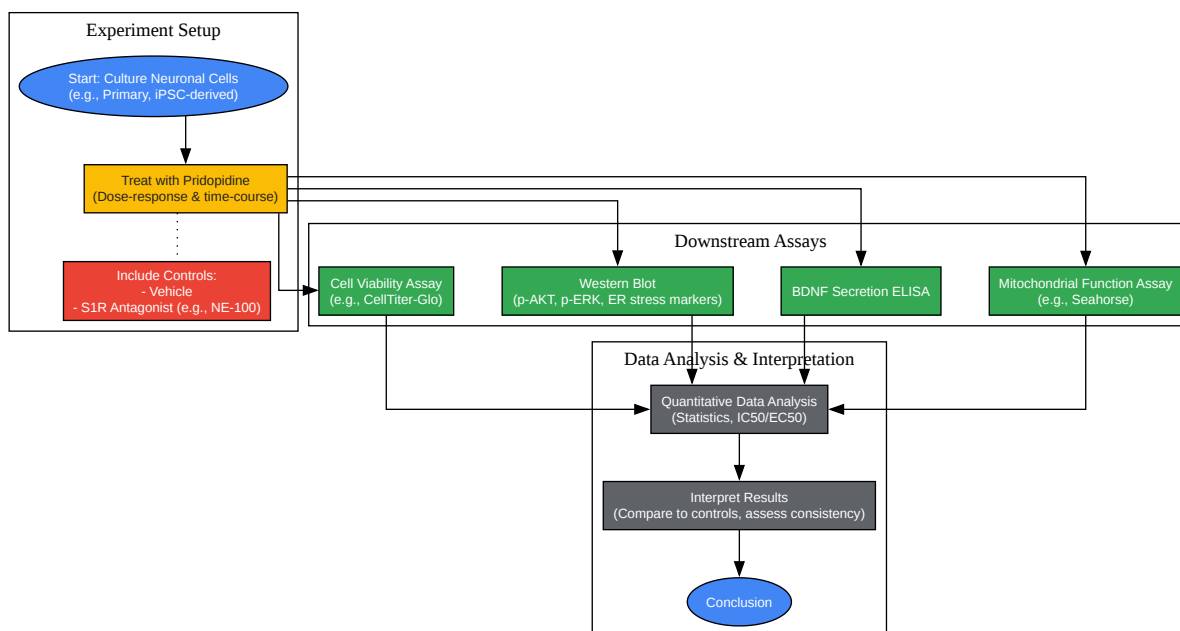 Experiment Setup
Start: Culture Neuronal Cells
(e.g., Primary, iPSC-derived)
Treat with Pridopidine
(Dose-response & time-course)
Include Controls:
- Vehicle
- S1R Antagonist (e.g., NE-100)
Downstream Assays
Cell Viability Assay
(e.g., CellTiter-Glo)
Western Blot
(p-AKT, p-ERK, ER stress markers)
BDNF Secretion ELISA
Mitochondrial Function Assay
(e.g., Seahorse)
Data Analysis & Interpretation
Quantitative Data Analysis
(Statistics, IC50/EC50)
Interpret Results
(Compare to controls, assess consistency)
Conclusion